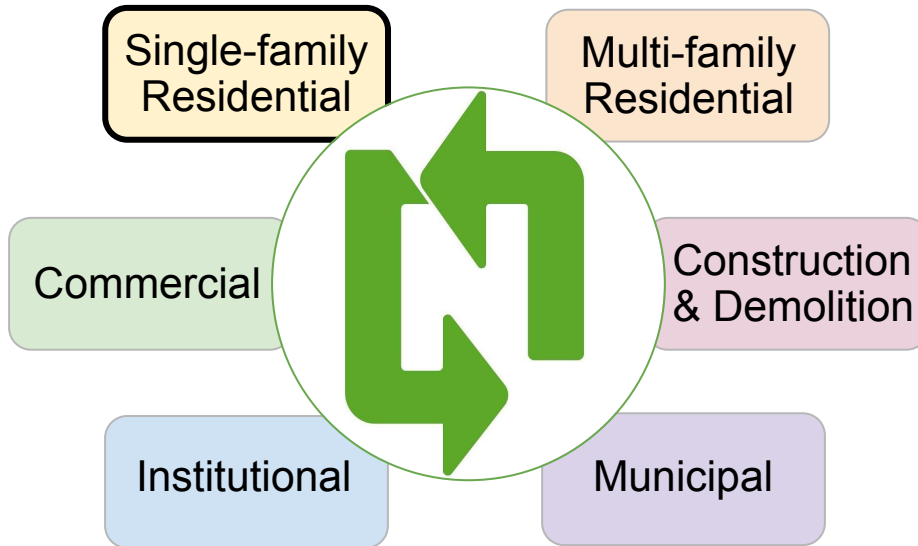 Single-family
Residential
Multi-family
Residential
Commercial
Construction
& Demolition
Institutional
Municipal